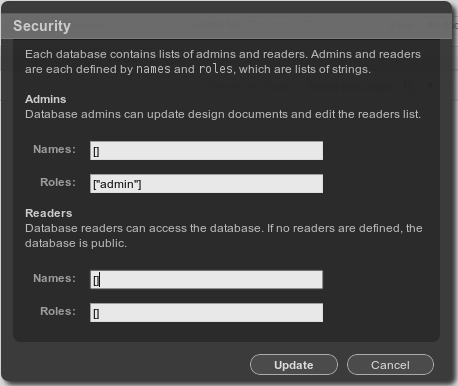 Security
Each database contains lists of admins and readers. Admins and readers
are each defined by names and roles, which are lists of strings.
Admins
Database admins can update design documents and edit the readers list.
Names: []
Roles: ["admin"]
Readers
Database readers can access the database. If no readers are defined, the
database is public.
Names: []
Roles: []
Update Cancel